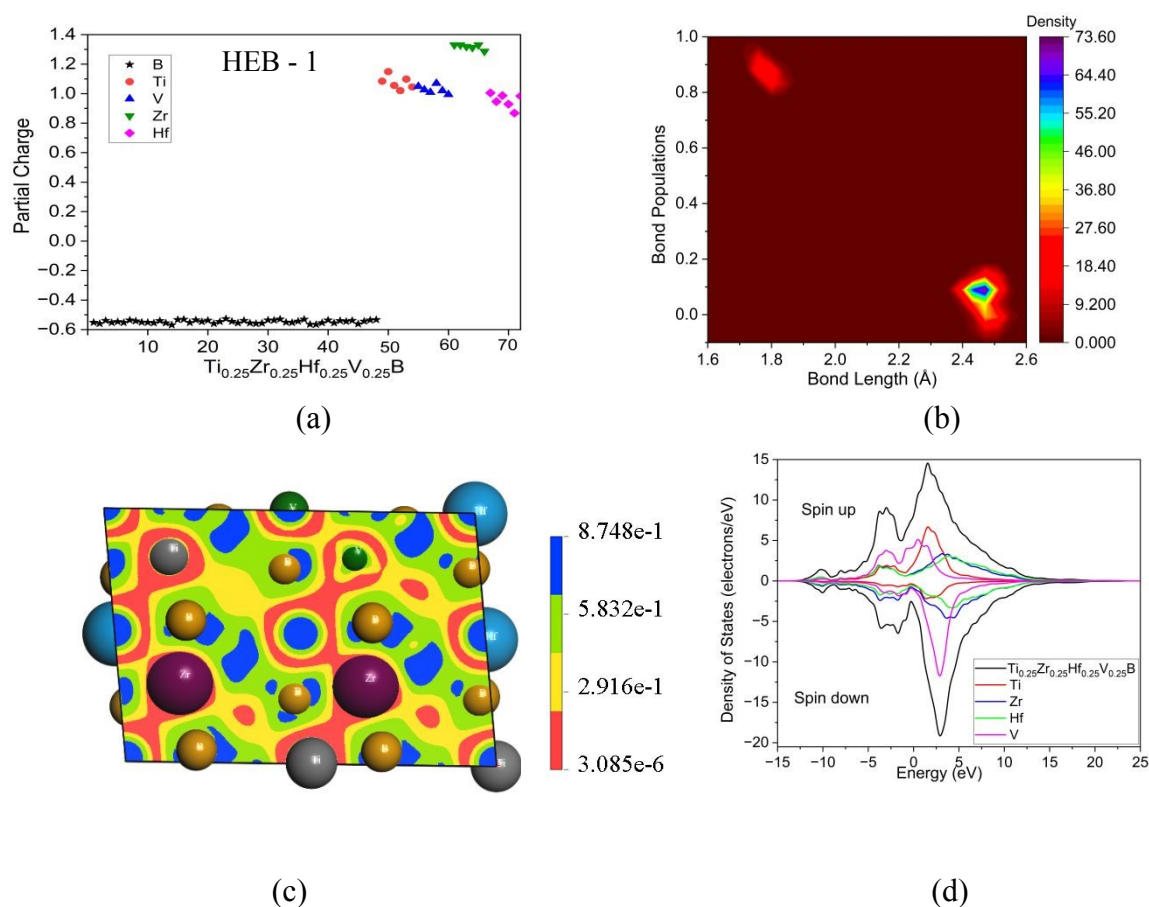 HEB - 1
B
Ti
V
Zr
Hf
Partial Charge
1.4
1.2
1.0
0.8
0.6
0.4
0.2
0.0
−0.2
−0.4
−0.6
10 20 30 40 50 60 70
Ti0.25Zr0.25Hf0.25V0.25B
(a)
Density
73.60
64.40
55.20
46.00
36.80
27.60
18.40
9.200
0.000
Bond Populations
1.0
0.8
0.6
0.4
0.2
0.0
1.6 1.8 2.0 2.2 2.4 2.6
Bond Length (Å)
(b)
V
Hf
Ti
Zr
Zr
Ti
8.748e-1
5.832e-1
2.916e-1
3.085e-6
(c)
Density of States (electrons/eV)
15
10
5
0
−5
−10
−15
−20
Spin up
Spin down
Ti0.25Zr0.25Hf0.25V0.25B
Ti
Zr
Hf
V
−15 −10 −5 0 5 10 15 20 25
Energy (eV)
(d)